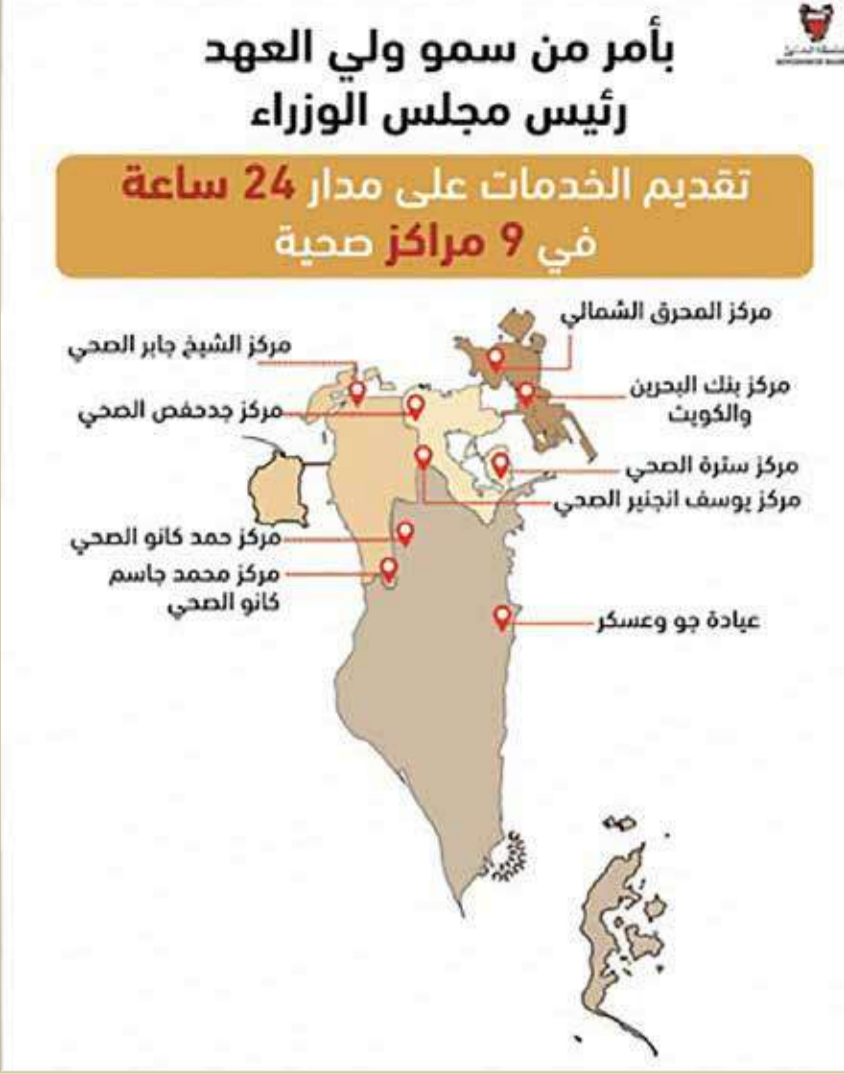 بأمر من سمو ولي العهد
رئيس مجلس الوزراء
تقديم الخدمات على مدار 24 ساعة
في 9 مراكز صحية
مركز المحرق الشمالي
مركز الشيخ جابر الصحي
مركز بنك البحرين
والكويت
مركز جدحفص الصحي
مركز سترة الصحي
مركز يوسف انجنير الصحي
مركز حمد كانو الصحي
مركز محمد جاسم
كانو الصحي
عيادة جو وعسكر